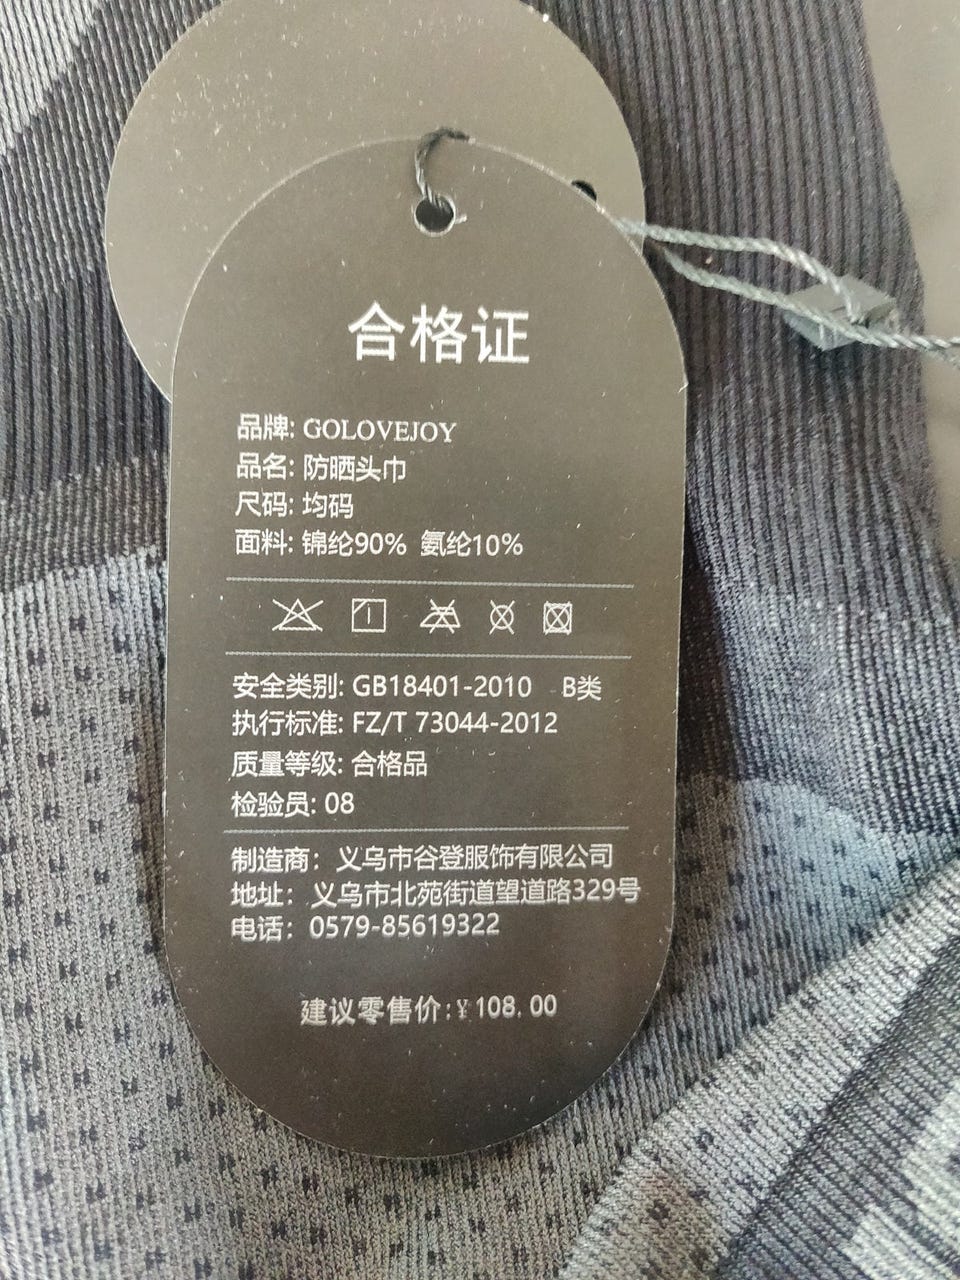 合格证
品牌: GOLOVEJOY
品名: 防晒头巾
尺码: 均码
面料: 锦纶90% 氨纶10%
安全类别: GB18401-2010 B类
执行标准: FZ/T 73044-2012
质量等级: 合格品
检验员: 08
制造商：义乌市谷登服饰有限公司
地址：义乌市北苑街道望道路329号
电话：0579-85619322
建议零售价:¥108.00